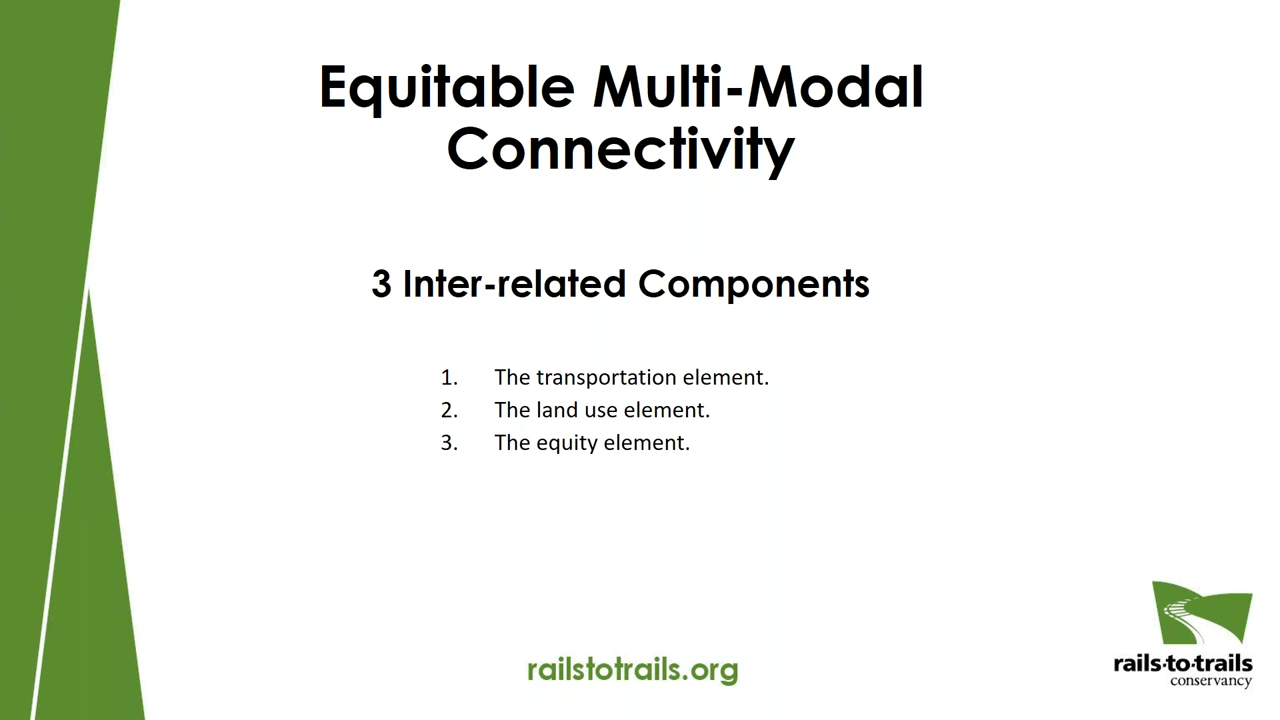 Equitable Multi-Modal
Connectivity
3 Inter-related Components
1. The transportation element.
2. The land use element.
3. The equity element.
railstotrails.org
rails·to·trails
conservancy